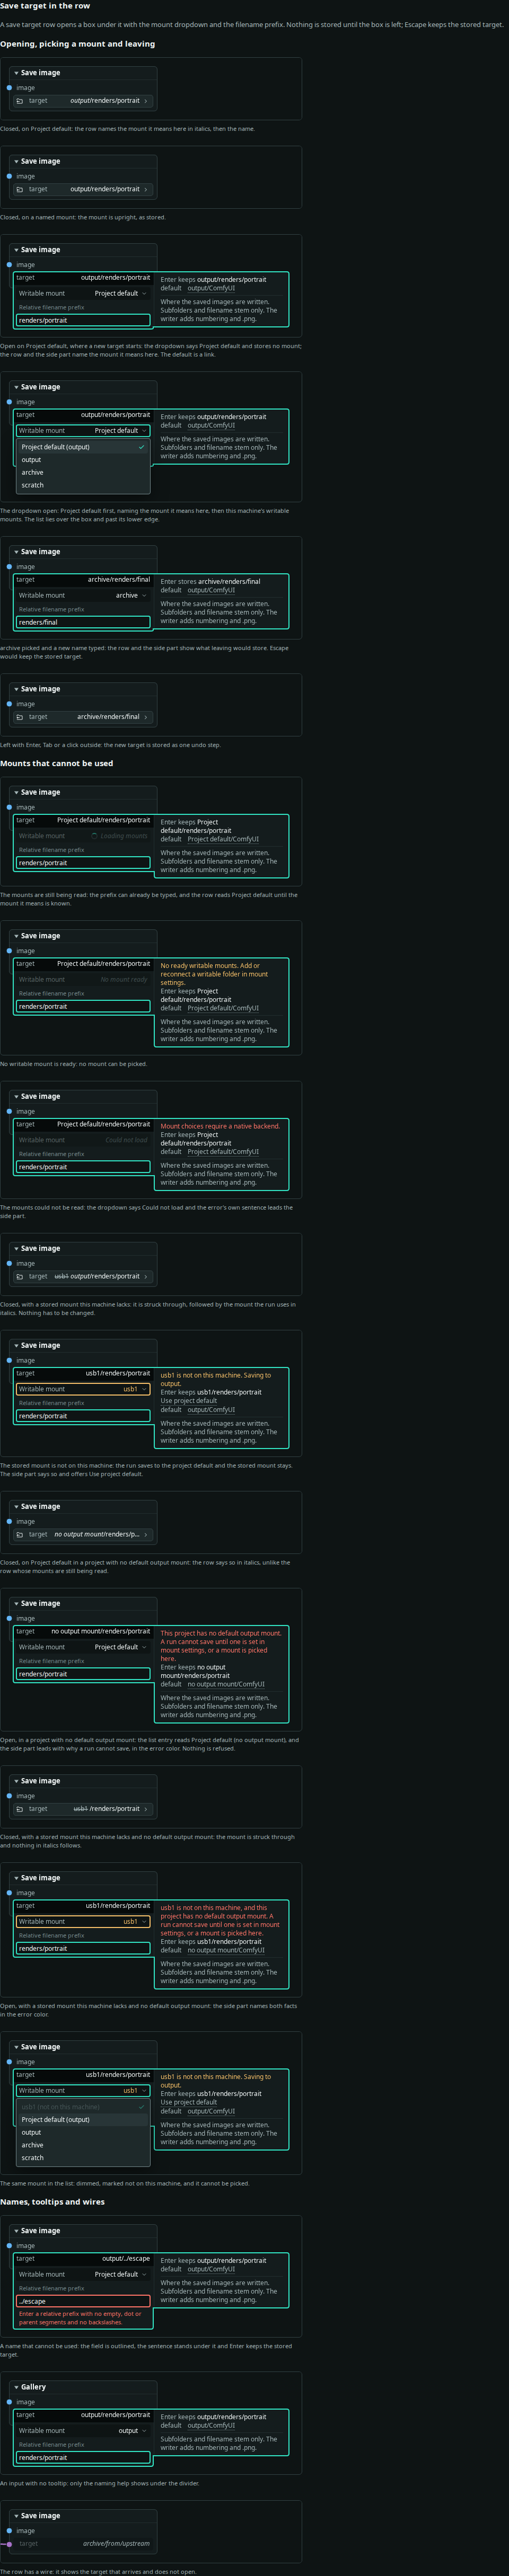 Save target in the row
A save target row opens a box under it with the mount dropdown and the filename prefix. Nothing is stored until the box is left; Escape keeps the stored target.
Opening, picking a mount and leaving
Save image
image
target output/renders/portrait
Closed, on Project default: the row names the mount it means here in italics, then the name.
Save image
image
target output/renders/portrait
Closed, on a named mount: the mount is upright, as stored.
Save image
image
target output/renders/portrait
Writable mount Project default
Relative filename prefix
renders/portrait
Enter keeps output/renders/portrait
default output/ComfyUI
Where the saved images are written.
Subfolders and filename stem only. The
writer adds numbering and .png.
Open on Project default, where a new target starts: the dropdown says Project default and stores no mount;
the row and the side part name the mount it means here. The default is a link.
Save image
image
target output/renders/portrait
Writable mount Project default
Project default (output)
output
archive
scratch
Enter keeps output/renders/portrait
default output/ComfyUI
Where the saved images are written.
Subfolders and filename stem only. The
writer adds numbering and .png.
The dropdown open: Project default first, naming the mount it means here, then this machine's writable
mounts. The list lies over the box and past its lower edge.
Save image
image
target archive/renders/final
Writable mount archive
Relative filename prefix
renders/final
Enter stores archive/renders/final
default output/ComfyUI
Where the saved images are written.
Subfolders and filename stem only. The
writer adds numbering and .png.
archive picked and a new name typed: the row and the side part show what leaving would store. Escape
would keep the stored target.
Save image
image
target archive/renders/final
Left with Enter, Tab or a click outside: the new target is stored as one undo step.
Mounts that cannot be used
Save image
image
target Project default/renders/portrait
Writable mount Loading mounts
Relative filename prefix
renders/portrait
Enter keeps Project
default/renders/portrait
default Project default/ComfyUI
Where the saved images are written.
Subfolders and filename stem only. The
writer adds numbering and .png.
The mounts are still being read: the prefix can already be typed, and the row reads Project default until the
mount it means is known.
Save image
image
target Project default/renders/portrait
Writable mount No mount ready
Relative filename prefix
renders/portrait
No ready writable mounts. Add or
reconnect a writable folder in mount
settings.
Enter keeps Project
default/renders/portrait
default Project default/ComfyUI
Where the saved images are written.
Subfolders and filename stem only. The
writer adds numbering and .png.
No writable mount is ready: no mount can be picked.
Save image
image
target Project default/renders/portrait
Writable mount Could not load
Relative filename prefix
renders/portrait
Mount choices require a native backend.
Enter keeps Project
default/renders/portrait
default Project default/ComfyUI
Where the saved images are written.
Subfolders and filename stem only. The
writer adds numbering and .png.
The mounts could not be read: the dropdown says Could not load and the error's own sentence leads the
side part.
Save image
image
target usb1 output/renders/portrait
Closed, with a stored mount this machine lacks: it is struck through, followed by the mount the run uses in
italics. Nothing has to be changed.
Save image
image
target usb1/renders/portrait
Writable mount usb1
Relative filename prefix
renders/portrait
usb1 is not on this machine. Saving to
output.
Enter keeps usb1/renders/portrait
Use project default
default output/ComfyUI
Where the saved images are written.
Subfolders and filename stem only. The
writer adds numbering and .png.
The stored mount is not on this machine: the run saves to the project default and the stored mount stays.
The side part says so and offers Use project default.
Save image
image
target no output mount/renders/p...
Closed, on Project default in a project with no default output mount: the row says so in italics, unlike the
row whose mounts are still being read.
Save image
image
target no output mount/renders/portrait
Writable mount Project default
Relative filename prefix
renders/portrait
This project has no default output mount.
A run cannot save until one is set in
mount settings, or a mount is picked
here.
Enter keeps no output
mount/renders/portrait
default no output mount/ComfyUI
Where the saved images are written.
Subfolders and filename stem only. The
writer adds numbering and .png.
Open, in a project with no default output mount: the list entry reads Project default (no output mount), and
the side part leads with why a run cannot save, in the error color. Nothing is refused.
Save image
image
target usb1 /renders/portrait
Closed, with a stored mount this machine lacks and no default output mount: the mount is struck through
and nothing in italics follows.
Save image
image
target usb1/renders/portrait
Writable mount usb1
Relative filename prefix
renders/portrait
usb1 is not on this machine, and this
project has no default output mount. A
run cannot save until one is set in mount
settings, or a mount is picked here.
Enter keeps usb1/renders/portrait
default no output mount/ComfyUI
Where the saved images are written.
Subfolders and filename stem only. The
writer adds numbering and .png.
Open, with a stored mount this machine lacks and no default output mount: the side part names both facts
in the error color.
Save image
image
target usb1/renders/portrait
Writable mount usb1
usb1 (not on this machine)
Project default (output)
output
archive
scratch
usb1 is not on this machine. Saving to
output.
Enter keeps usb1/renders/portrait
Use project default
default output/ComfyUI
Where the saved images are written.
Subfolders and filename stem only. The
writer adds numbering and .png.
The same mount in the list: dimmed, marked not on this machine, and it cannot be picked.
Names, tooltips and wires
Save image
image
target output/../escape
Writable mount Project default
Relative filename prefix
../escape
Enter a relative prefix with no empty, dot or
parent segments and no backslashes.
Enter keeps output/renders/portrait
default output/ComfyUI
Where the saved images are written.
Subfolders and filename stem only. The
writer adds numbering and .png.
A name that cannot be used: the field is outlined, the sentence stands under it and Enter keeps the stored
target.
Gallery
image
target output/renders/portrait
Writable mount output
Relative filename prefix
renders/portrait
Enter keeps output/renders/portrait
default output/ComfyUI
Subfolders and filename stem only. The
writer adds numbering and .png.
An input with no tooltip: only the naming help shows under the divider.
Save image
image
target archive/from/upstream
The row has a wire: it shows the target that arrives and does not open.